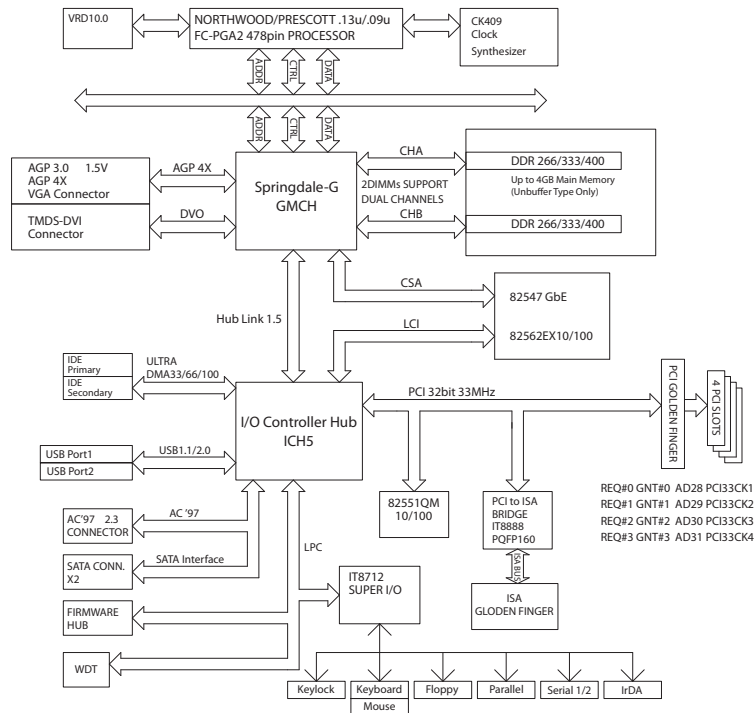 VRD10.0
NORTHWOOD/PRESCOTT .13u/.09u
FC-PGA2 478pin PROCESSOR
CK409
Clock
Synthesizer
ADDR
CTRL
DATA
ADDR
CTRL
DATA
AGP 3.0 1.5V
AGP 4X
VGA Connector
TMDS-DVI
Connector
AGP 4X
DVO
Springdale-G
GMCH
CHA
2DIMMs SUPPORT
DUAL CHANNELS
CHB
DDR 266/333/400
Up to 4GB Main Memory
(Unbuffer Type Only)
DDR 266/333/400
Hub Link 1.5
CSA
LCI
82547 GbE
82562EX10/100
IDE
Primary
IDE
Secondary
ULTRA
DMA33/66/100
I/O Controller Hub
ICH5
PCI 32bit 33MHz
PCI GOLDEN FINGER
4 PCI SLOTS
USB Port1
USB Port2
USB1.1/2.0
82551QM
10/100
PCI to ISA
BRIDGE
IT8888
PQFP160
REQ#0 GNT#0 AD28 PCI33CK1
REQ#1 GNT#1 AD29 PCI33CK2
REQ#2 GNT#2 AD30 PCI33CK3
REQ#3 GNT#3 AD31 PCI33CK4
AC'97 2.3
CONNECTOR
AC '97
SATA CONN.
X2
SATA Interface
LPC
ISA BUS
ISA
GLODEN FINGER
IT8712
SUPER I/O
FIRMWARE
HUB
WDT
Keylock
Keyboard
Mouse
Floppy
Parallel
Serial 1/2
IrDA